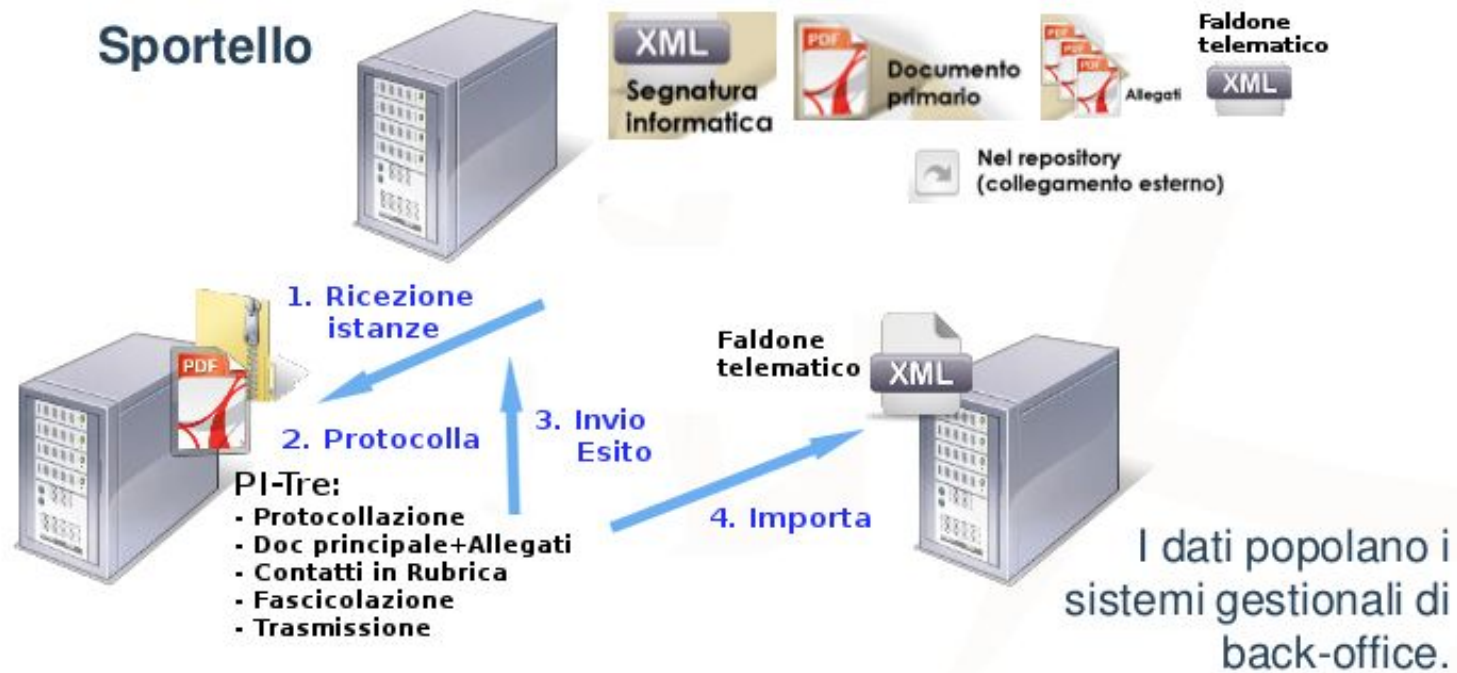 Sportello
XML
Segnatura
informatica
PDF
Documento
primario
PDF
Allegati
Faldone
telematico
XML
Nel repository
(collegamento esterno)
1. Ricezione
istanze
PDF
2. Protocolla
3. Invio
Esito
Faldone
telematico
XML
4. Importa
PI-Tre:
- Protocollazione
- Doc principale+Allegati
- Contatti in Rubrica
- Fascicolazione
- Trasmissione
I dati popolano i
sistemi gestionali di
back-office.